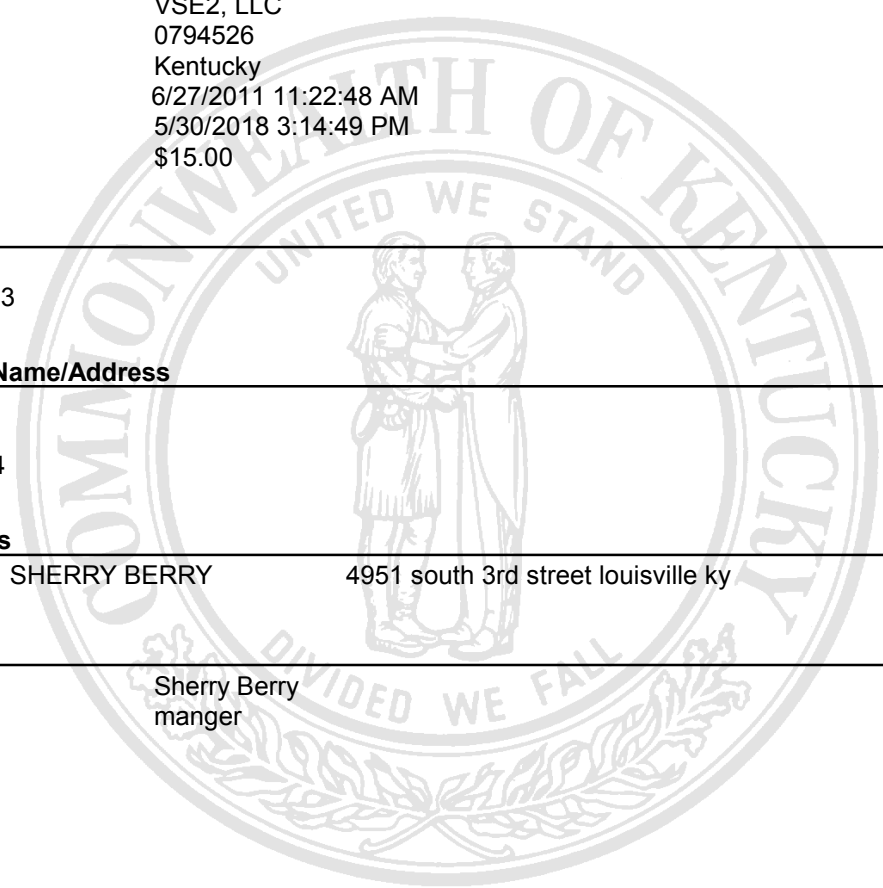 VSE2, LLC
0794526
Kentucky
6/27/2011 11:22:48 AM
5/30/2018 3:14:49 PM
$15.00
COMMONWEALTH OF KENTUCKY
UNITED WE STAND
3
Name/Address
4
s
SHERRY BERRY 4951 south 3rd street louisville ky
DIVIDED WE FALL
Sherry Berry
manger